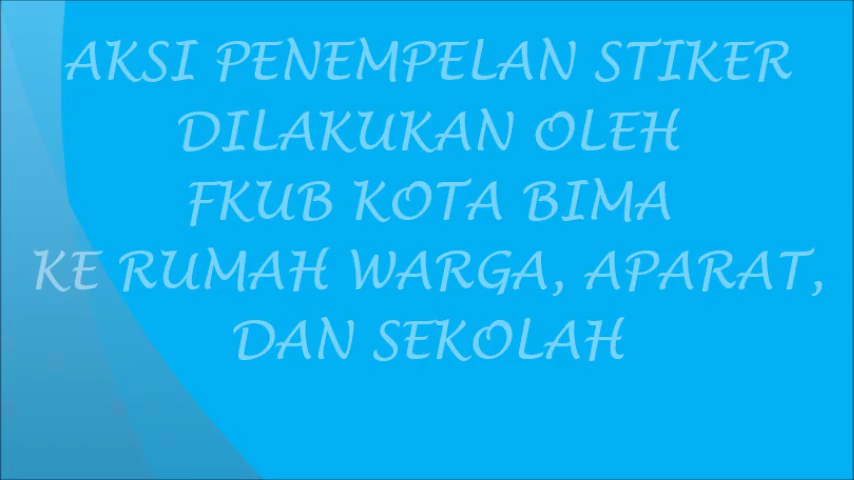 AKSI PENEMPELAN STIKER
DILAKUKAN OLEH
FKUB KOTA BIMA
KE RUMAH WARGA, APARAT,
DAN SEKOLAH